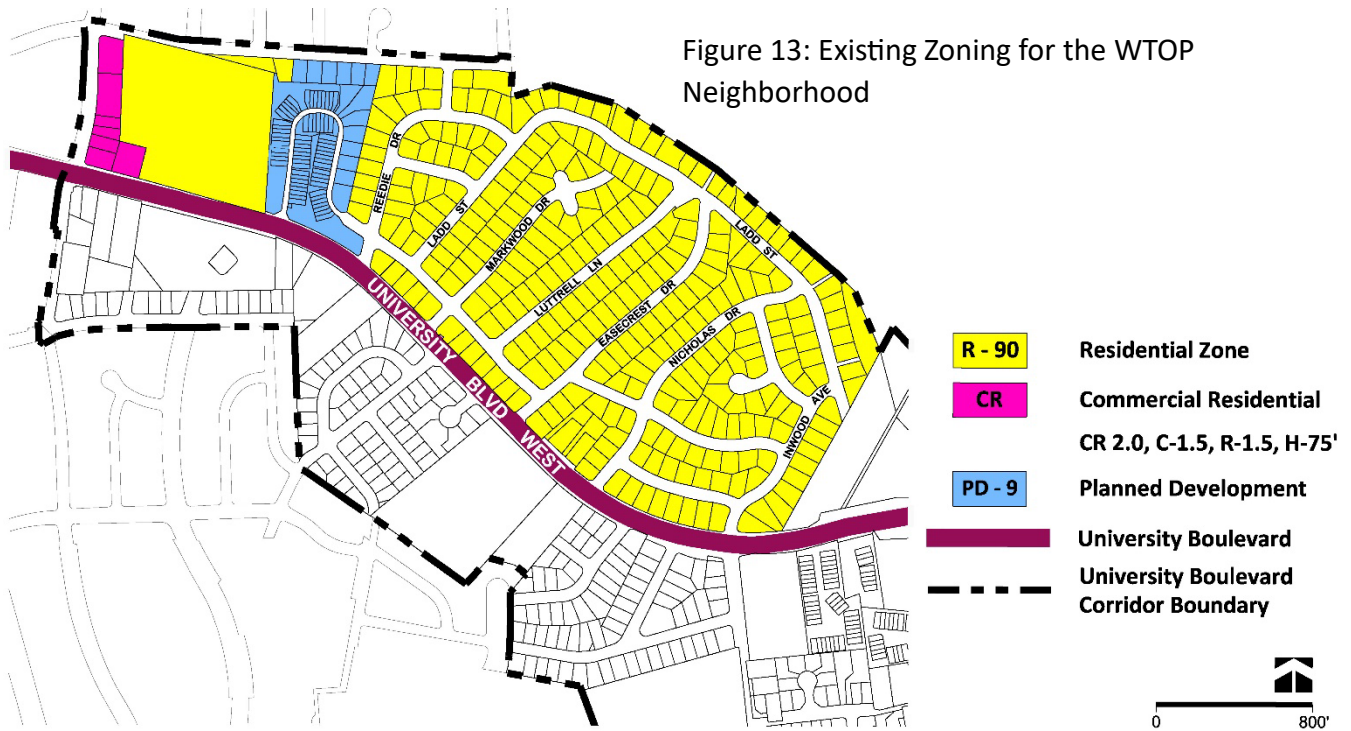 Figure 13: Existing Zoning for the WTOP
Neighborhood
REEDIE DR
LADD ST
MARKWOOD DR
LUTTRELL LN
EASECREST DR
NICHOLAS DR
LADD ST
INWOOD AVE
UNIVERSITY BLVD WEST
R - 90 Residential Zone
CR Commercial Residential
CR 2.0, C-1.5, R-1.5, H-75'
PD - 9 Planned Development
University Boulevard
University Boulevard
Corridor Boundary
0 800'